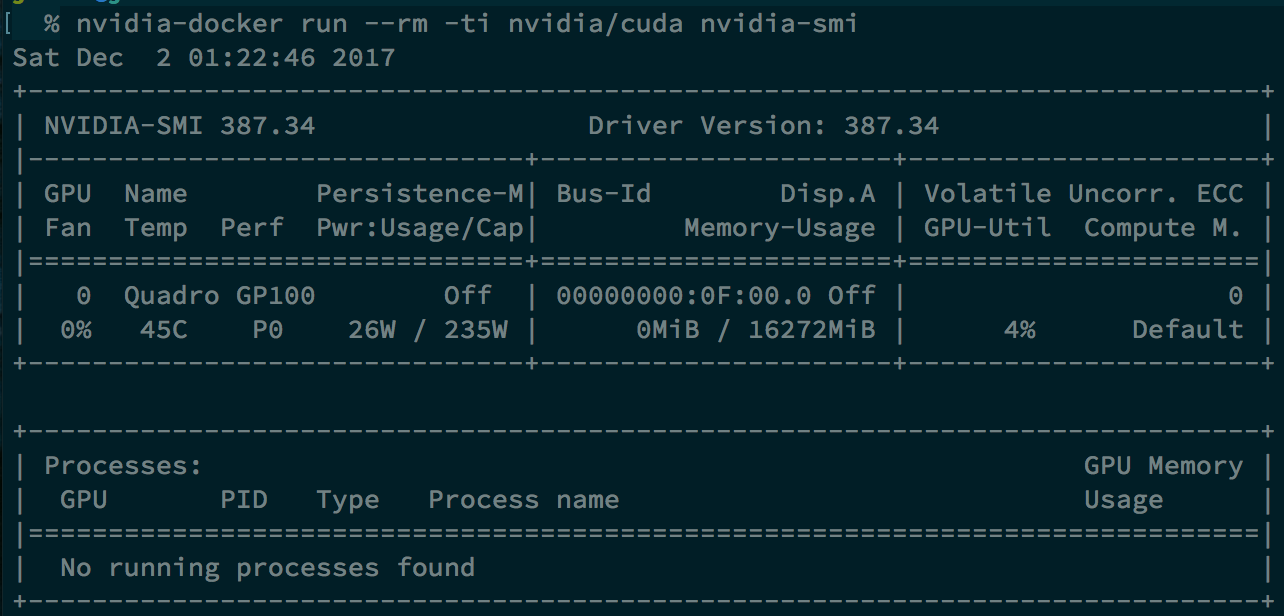 [ % nvidia-docker run --rm -ti nvidia/cuda nvidia-smi
Sat Dec  2 01:22:46 2017
+-----------------------------------------------------------------------------+
| NVIDIA-SMI 387.34                 Driver Version: 387.34                    |
|-------------------------------+----------------------+----------------------+
| GPU  Name        Persistence-M| Bus-Id        Disp.A | Volatile Uncorr. ECC |
| Fan  Temp  Perf  Pwr:Usage/Cap|         Memory-Usage | GPU-Util  Compute M. |
|===============================+======================+======================|
|   0  Quadro GP100        Off  | 00000000:0F:00.0 Off |                    0 |
|  0%   45C    P0    26W / 235W |      0MiB / 16272MiB |      4%      Default |
+-------------------------------+----------------------+----------------------+
+-----------------------------------------------------------------------------+
| Processes:                                                       GPU Memory |
|  GPU       PID   Type   Process name                             Usage      |
|=============================================================================|
|  No running processes found                                                 |
+-----------------------------------------------------------------------------+